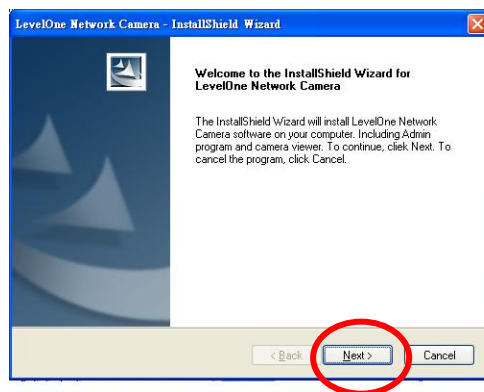 LevelOne Network Camera - InstallShield Wizard
Welcome to the InstallShield Wizard for
LevelOne Network Camera
The InstallShield Wizard will install LevelOne Network
Camera software on your computer. Including Admin
program and camera viewer. To continue, cliek Next. To
cancel the program, click Cancel.
< Back Next > Cancel